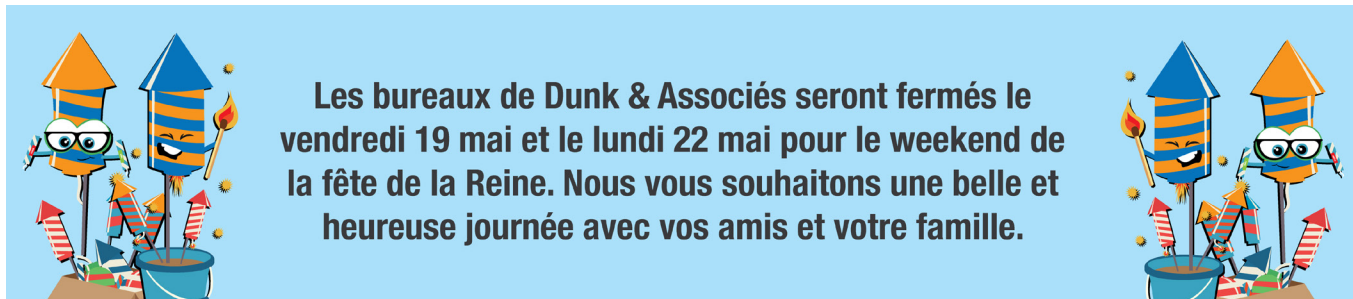 Les bureaux de Dunk & Associés seront fermés le
vendredi 19 mai et le lundi 22 mai pour le weekend de
la fête de la Reine. Nous vous souhaitons une belle et
heureuse journée avec vos amis et votre famille.